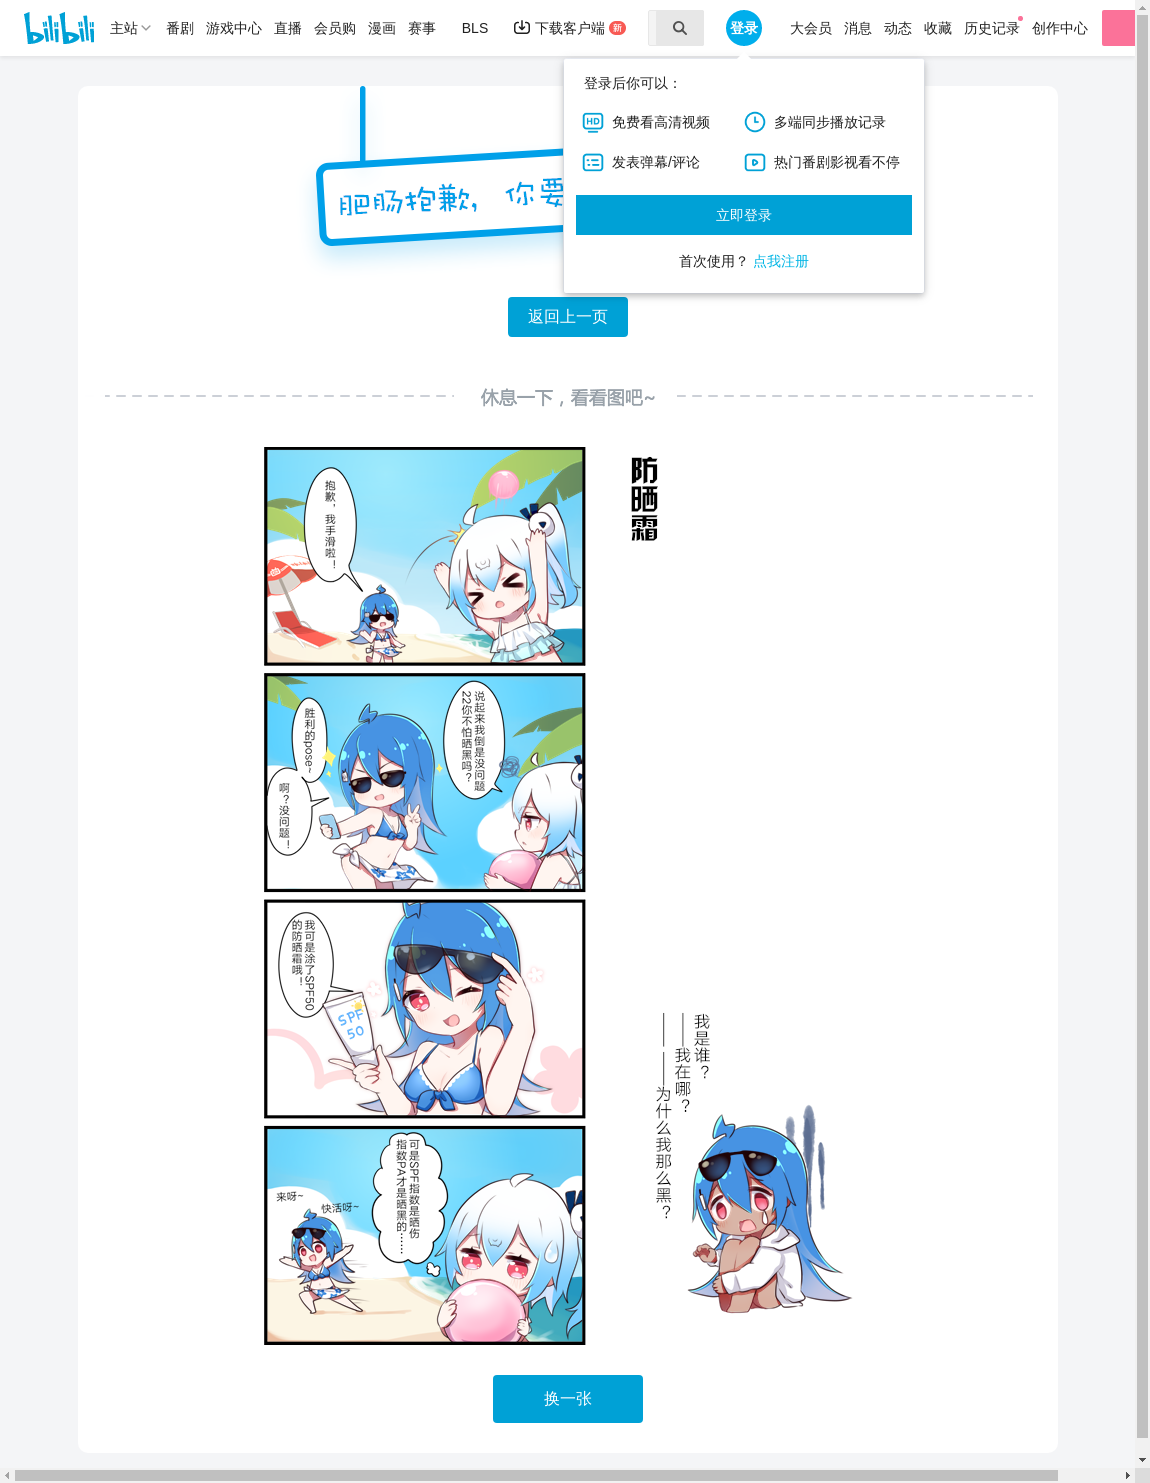 bilibili 主站 番剧 游戏中心 直播 会员购 漫画 赛事 BLS 下载客户端 新 登录 大会员 消息 动态 收藏 历史记录 创作中心
登录后你可以：
免费看高清视频 多端同步播放记录
发表弹幕/评论 热门番剧影视看不停
立即登录
首次使用？ 点我注册
肥肠抱歉，你要
返回上一页
休息一下，看看图吧~
防晒霜
抱歉，我手滑啦！
说起来我倒是没问题
22你不怕晒黑吗？
胜利的pose~
啊？没问题！
我可是涂了SPF50
的防晒霜哦！
SPF
50
可是SPF指数是晒伤
指数PA才是晒黑的……
来呀~
快活呀~
我是谁？
——我在哪？
—— ——为什么我那么黑？
换一张